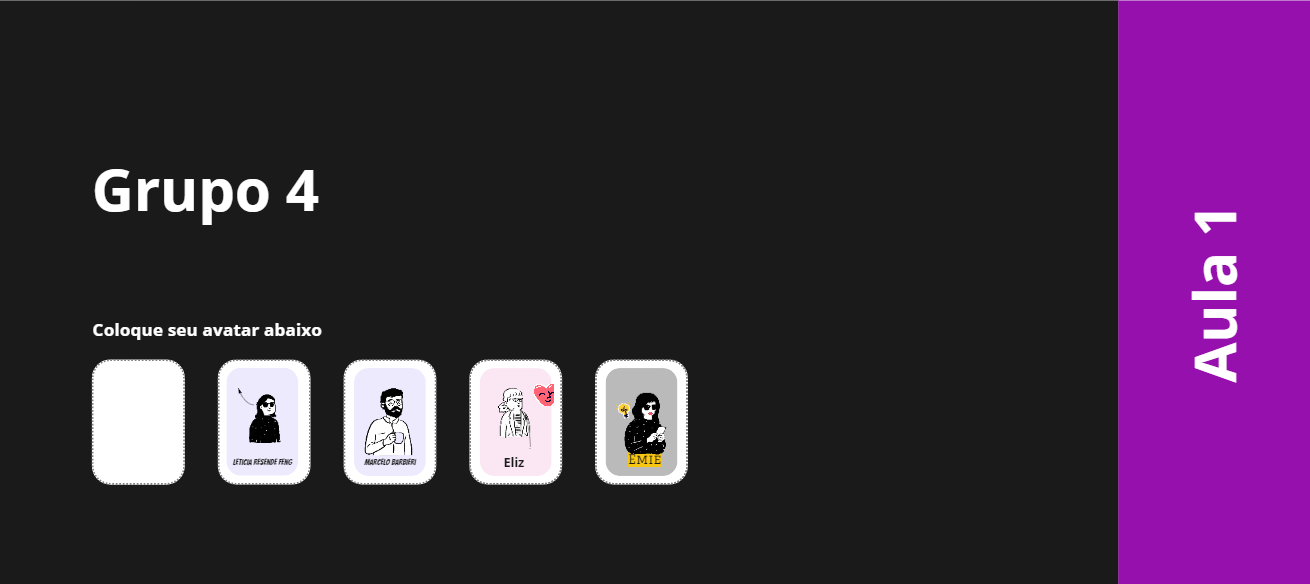 Grupo 4
Coloque seu avatar abaixo
LETICIA RESENDE FENG
MARCELO BARBIERI
Eliz
EMIE
Aula 1